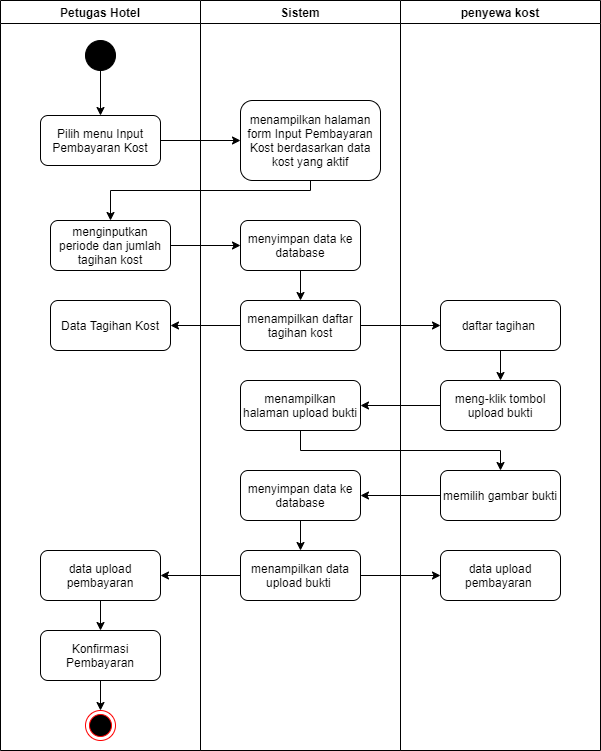 Petugas Hotel
Sistem
penyewa kost
Pilih menu Input
Pembayaran Kost
menampilkan halaman
form Input Pembayaran
Kost berdasarkan data
kost yang aktif
menginputkan
periode dan jumlah
tagihan kost
menyimpan data ke
database
Data Tagihan Kost
menampilkan daftar
tagihan kost
daftar tagihan
menampilkan
halaman upload bukti
meng-klik tombol
upload bukti
menyimpan data ke
database
memilih gambar bukti
data upload
pembayaran
menampilkan data
upload bukti
data upload
pembayaran
Konfirmasi
Pembayaran